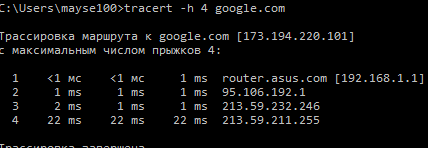 C:\Users\mayse100>tracert -h 4 google.com
Трассировка маршрута к google.com [173.194.220.101]
с максимальным числом прыжков 4:
1 <1 мс <1 мс 1 ms router.asus.com [192.168.1.1]
2 1 ms 1 ms 1 ms 95.106.192.1
3 2 ms 1 ms 1 ms 213.59.232.246
4 22 ms 22 ms 22 ms 213.59.211.255
Трассировка завершена.